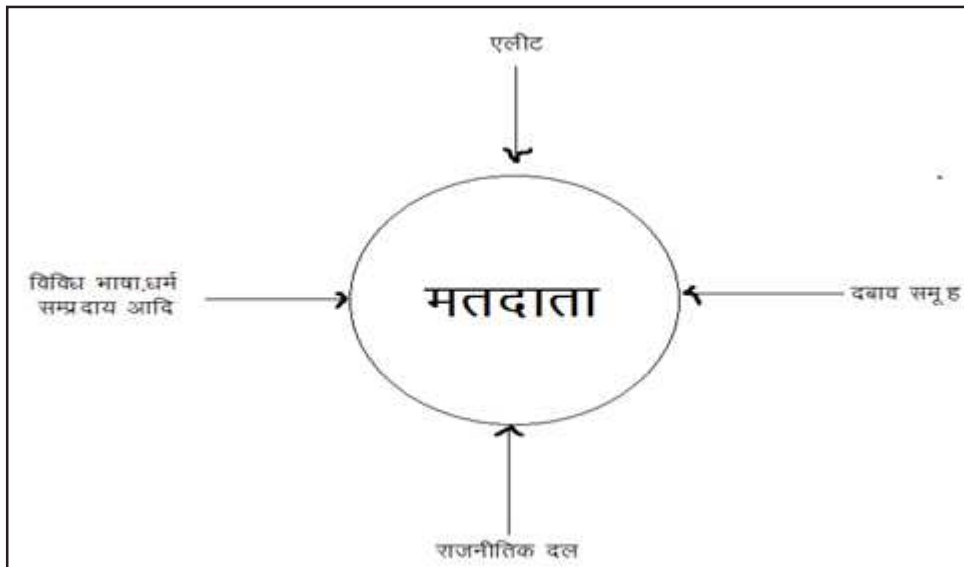 एलीट
विविध भाषा,धर्म
सम्प्रदाय आदि
मतदाता
दबाव समूह
राजनीतिक दल